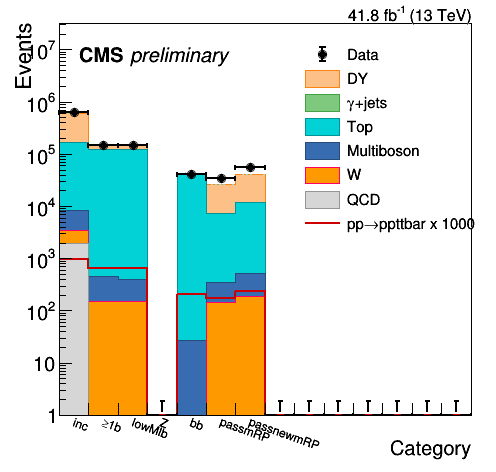 41.8 fb⁻¹ (13 TeV)
Events
CMS preliminary
Data
DY
γ+jets
Top
Multiboson
W
QCD
pp→ppttbar x 1000
10⁷
10⁶
10⁵
10⁴
10³
10²
10
1
inc
≥1b
lowMlb
Z
bb
passmRP
passnewmRP
Category